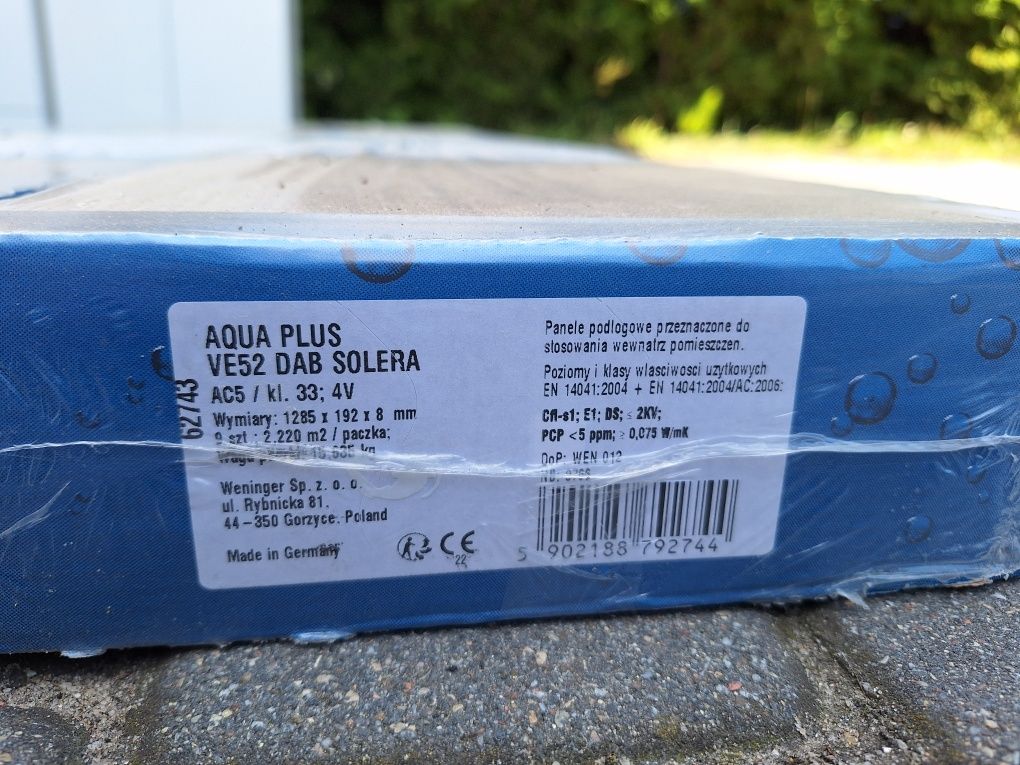 AQUA PLUS
VE52 DAB SOLERA
AC5 / kl. 33; 4V
Wymiary: 1285 x 192 x 8 mm
9 szt.: 2.220 m2 / paczka;
kg
Weninger Sp. z. o. o.
ul. Rybnicka 81.
44-350 Gorzyce. Poland
Made in Germany
62743
Panele podlogowe przeznaczone do
stosowania wewnatrz pomieszczen.
Poziomy i klasy wlasciwosci uzytkowych
EN 14041:2004 + EN 14041:2004/AC:2006:
Cfl-s1; E1; DS; ≤ 2KV;
PCP <5 ppm; ≥ 0,075 W/mK
DoP: WEN 012
CE
22
5 902188 792744